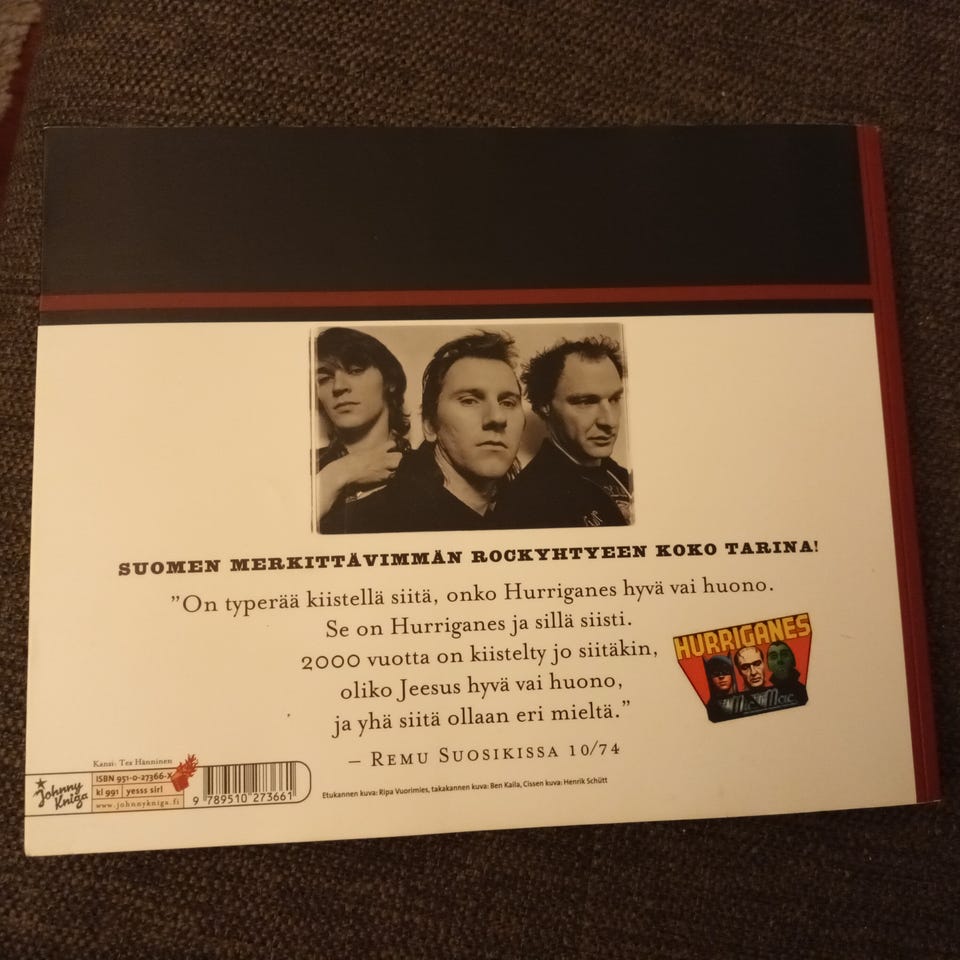 SUOMEN MERKITTÄVIMMÄN ROCKYHTYEEN KOKO TARINA!
”On typerää kiistellä siitä, onko Hurriganes hyvä vai huono.
Se on Hurriganes ja sillä siisti.
2000 vuotta on kiistelty jo siitäkin,
oliko Jeesus hyvä vai huono,
ja yhä siitä ollaan eri mieltä.”
– REMU SUOSIKISSA 10/74
HURRIGANES
Mic Mac
Kansi: Tea Hänninen
Johnny
Kniga
ISBN 951-0-27366-X
kl 991 yesss sir!
www.johnnykniga.fi
9 789510 273661
Etukannen kuva: Ripa Vuorimies, takakannen kuva: Ben Kaila, Cissen kuva: Henrik Schütt